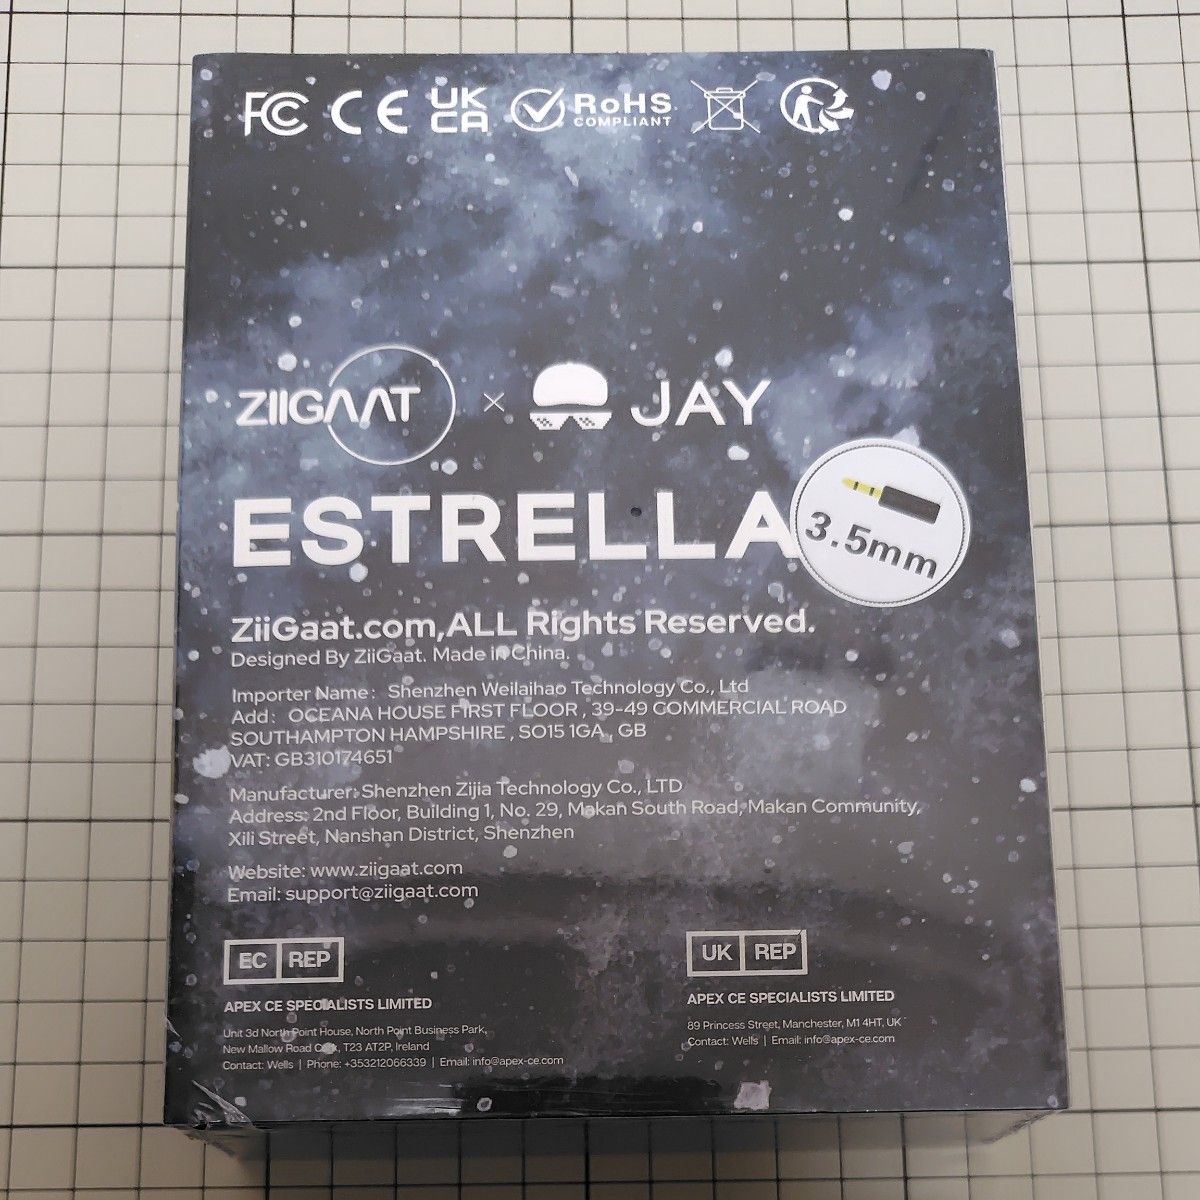 FC CE UK CA RoHS COMPLIANT
ZIIGAAT × JAY
ESTRELLA
3.5mm
ZiiGaat.com,ALL Rights Reserved.
Designed By ZiiGaat. Made in China.
Importer Name： Shenzhen Weilaihao Technology Co., Ltd
Add： OCEANA HOUSE FIRST FLOOR , 39-49 COMMERCIAL ROAD
SOUTHAMPTON HAMPSHIRE , SO15 1GA , GB
VAT: GB310174651
Manufacturer: Shenzhen Zijia Technology Co., LTD
Address: 2nd Floor, Building 1, No. 29, Makan South Road, Makan Community,
Xili Street, Nanshan District, Shenzhen
Website: www.ziigaat.com
Email: support@ziigaat.com
EC REP
APEX CE SPECIALISTS LIMITED
Unit 3d North Point House, North Point Business Park,
New Mallow Road Cork, T23 AT2P, Ireland
Contact: Wells | Phone: +353212066339 | Email: info@apex-ce.com
UK REP
APEX CE SPECIALISTS LIMITED
89 Princess Street, Manchester, M1 4HT, UK
Contact: Wells | Email: info@apex-ce.com